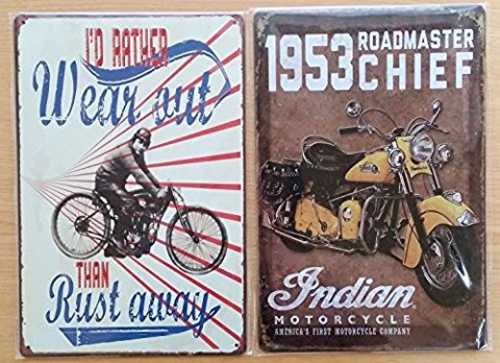 I'D RATHER
Wear out
THAN
Rust away
1953 ROADMASTER
CHIEF
Indian
MOTORCYCLE
AMERICA'S FIRST MOTORCYCLE COMPANY